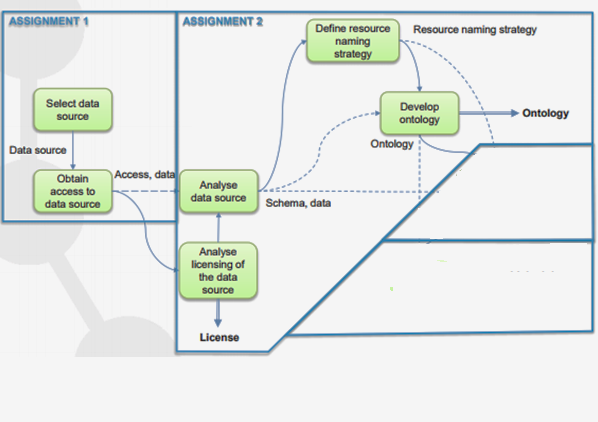 ASSIGNMENT 1
ASSIGNMENT 2
Define resource
naming
strategy
Resource naming strategy
Select data
source
Develop
ontology
Ontology
Ontology
Data source
Obtain
access to
data source
Access, data
Analyse
data source
Schema, data
Analyse
licensing of
the data
source
License